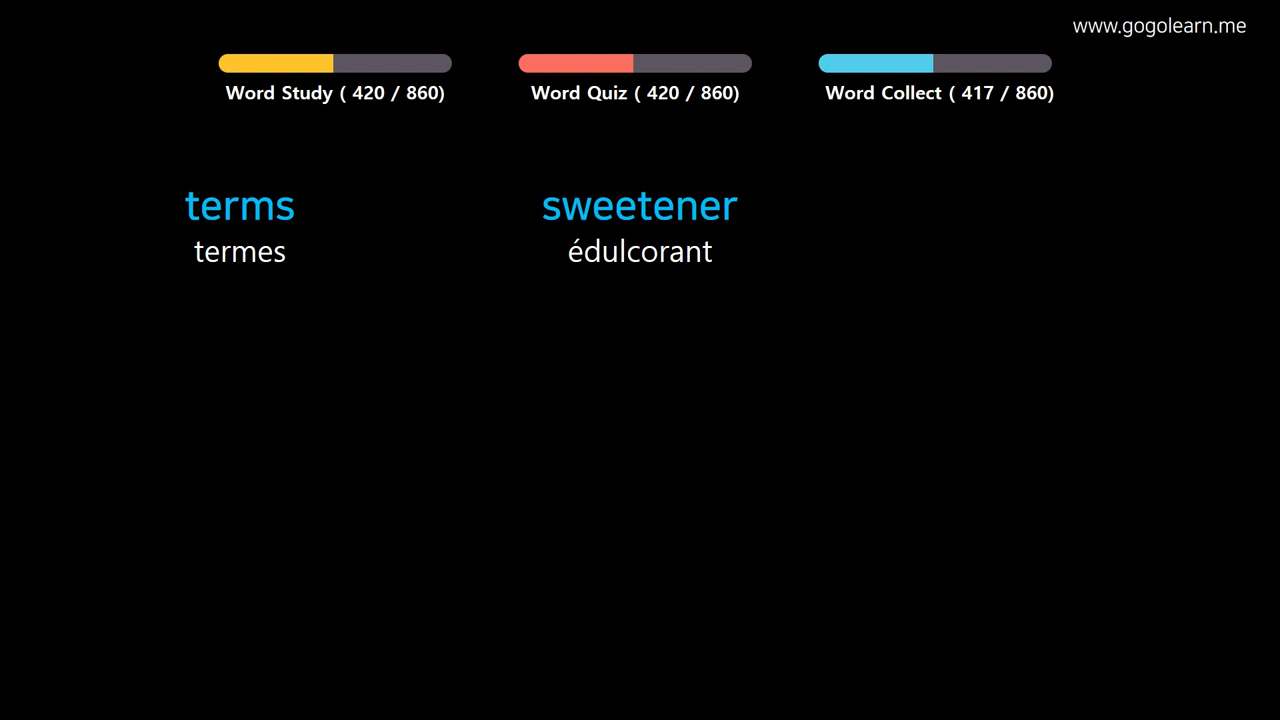 www.gogolearn.me
Word Study ( 420 / 860)
Word Quiz ( 420 / 860)
Word Collect ( 417 / 860)
terms
termes
sweetener
édulcorant